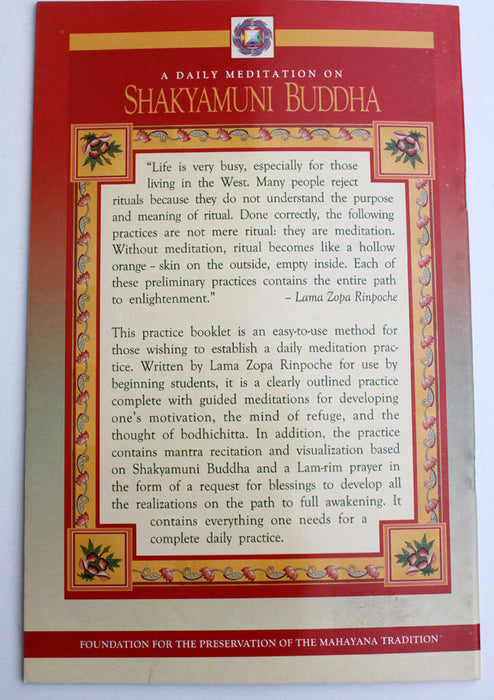 A DAILY MEDITATION ON
SHAKYAMUNI BUDDHA
“Life is very busy, especially for those
living in the West. Many people reject
rituals because they do not understand the purpose
and meaning of ritual. Done correctly, the following
practices are not mere ritual: they are meditation.
Without meditation, ritual becomes like a hollow
orange – skin on the outside, empty inside. Each of
these preliminary practices contains the entire path
to enlightenment.” – Lama Zopa Rinpoche
This practice booklet is an easy-to-use method for
those wishing to establish a daily meditation prac-
tice. Written by Lama Zopa Rinpoche for use by
beginning students, it is a clearly outlined practice
complete with guided meditations for developing
one’s motivation, the mind of refuge, and the
thought of bodhichitta. In addition, the practice
contains mantra recitation and visualization based
on Shakyamuni Buddha and a Lam-rim prayer in
the form of a request for blessings to develop all
the realizations on the path to full awakening. It
contains everything one needs for a
complete daily practice.
FOUNDATION FOR THE PRESERVATION OF THE MAHAYANA TRADITION